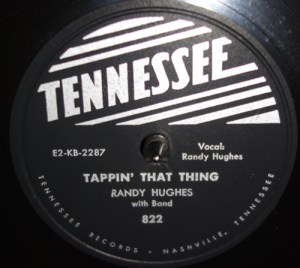 TENNESSEE
E2-KB-2287
Vocal:
Randy Hughes
TAPPIN' THAT THING
RANDY HUGHES
with Band
822
TENNESSEE RECORDS - NASHVILLE, TENNESSEE